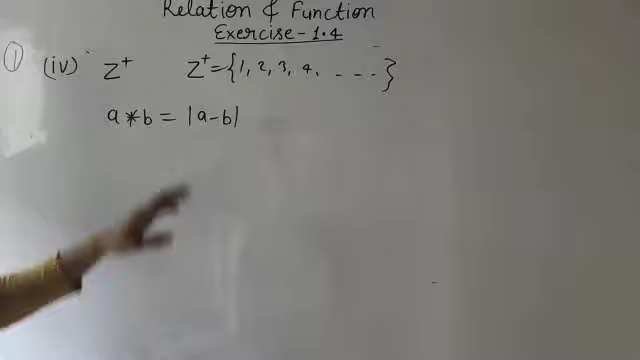 Relation & Function
Exercise-1.4
① (iv) Z⁺ Z⁺={1, 2, 3, 4, - - - -}
a * b = |a-b|